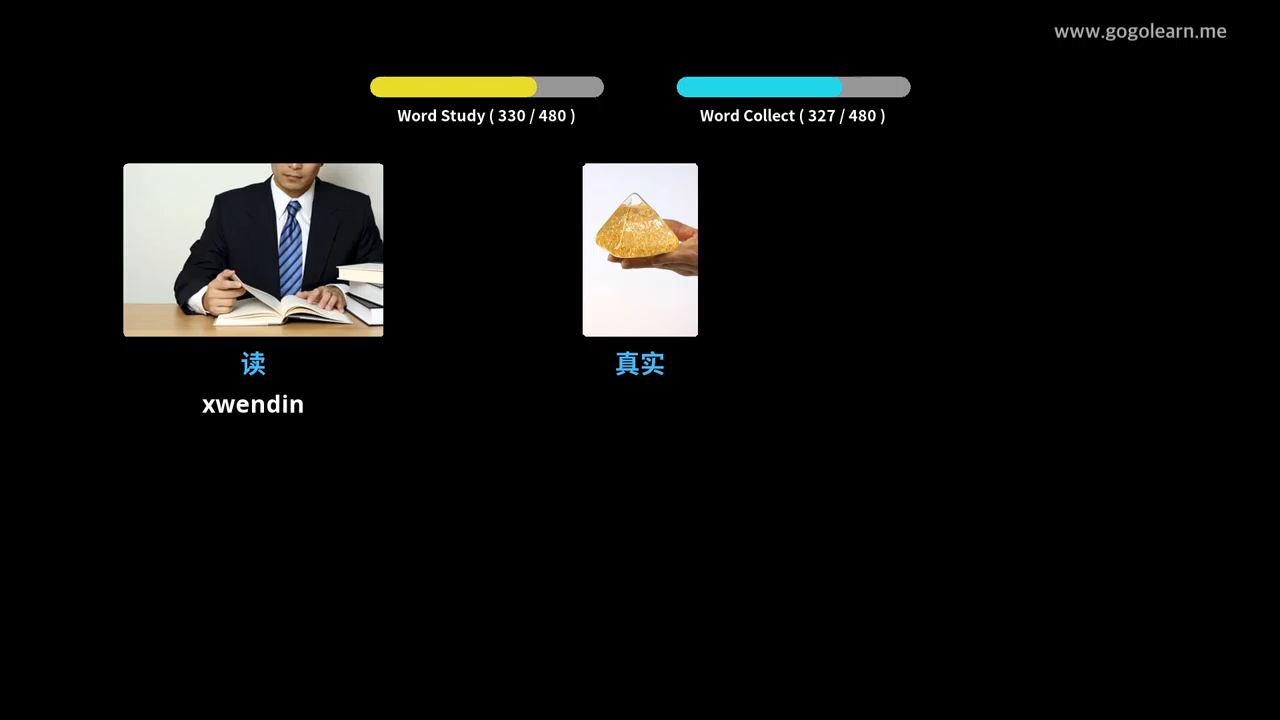 www.gogolearn.me
Word Study ( 330 / 480 )
Word Collect ( 327 / 480 )
读
真实
xwendin